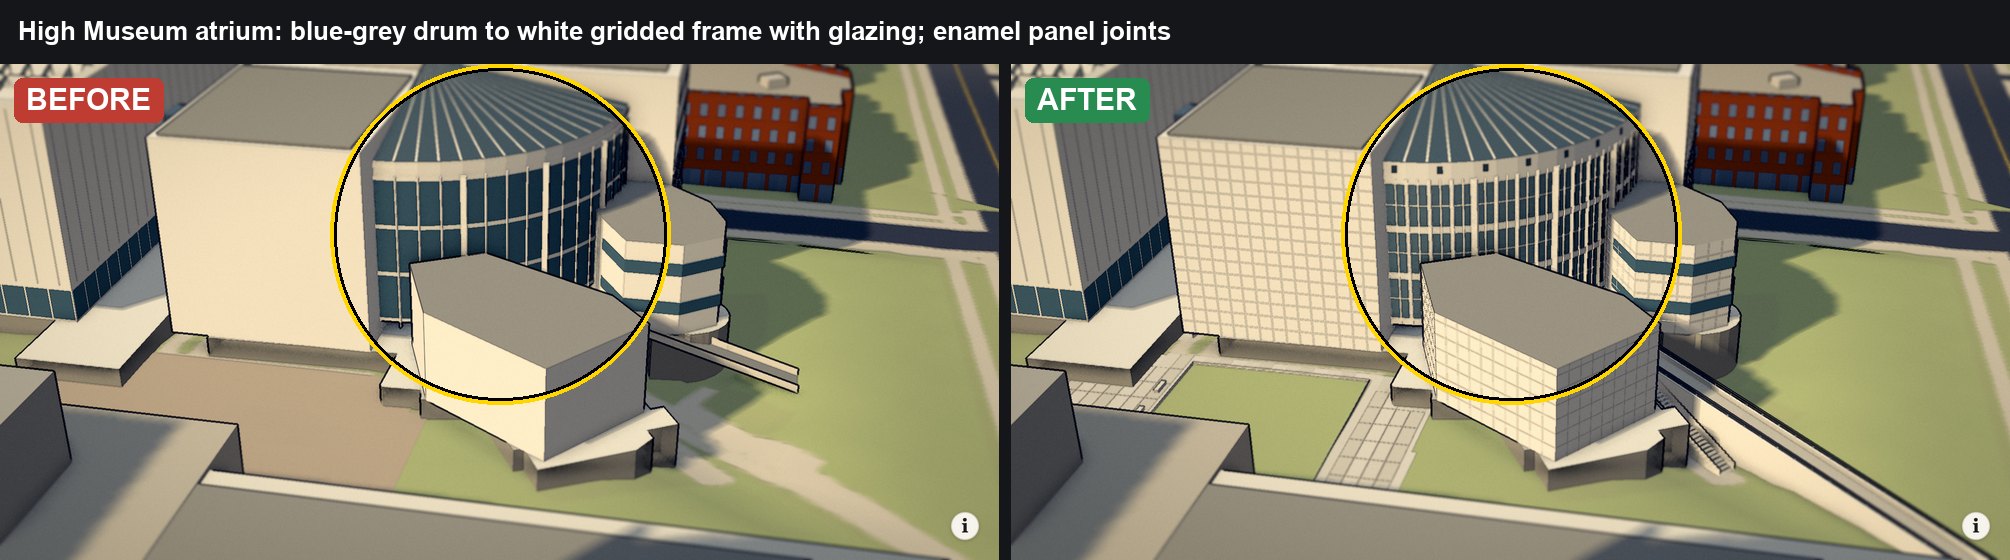 High Museum atrium: blue-grey drum to white gridded frame with glazing; enamel panel joints
BEFORE
AFTER
i
i